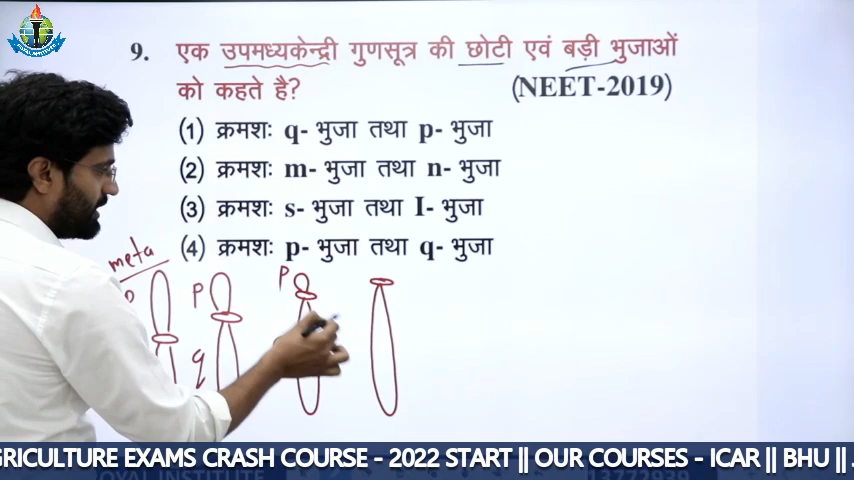 9. एक उपमध्यकेन्द्री गुणसूत्र की छोटी एवं बड़ी भुजाओं
को कहते है? (NEET-2019)
(1) क्रमशः q- भुजा तथा p- भुजा
(2) क्रमशः m- भुजा तथा n- भुजा
(3) क्रमशः s- भुजा तथा I- भुजा
(4) क्रमशः p- भुजा तथा q- भुजा
meta
p p
q
GRICULTURE EXAMS CRASH COURSE - 2022 START || OUR COURSES - ICAR || BHU ||